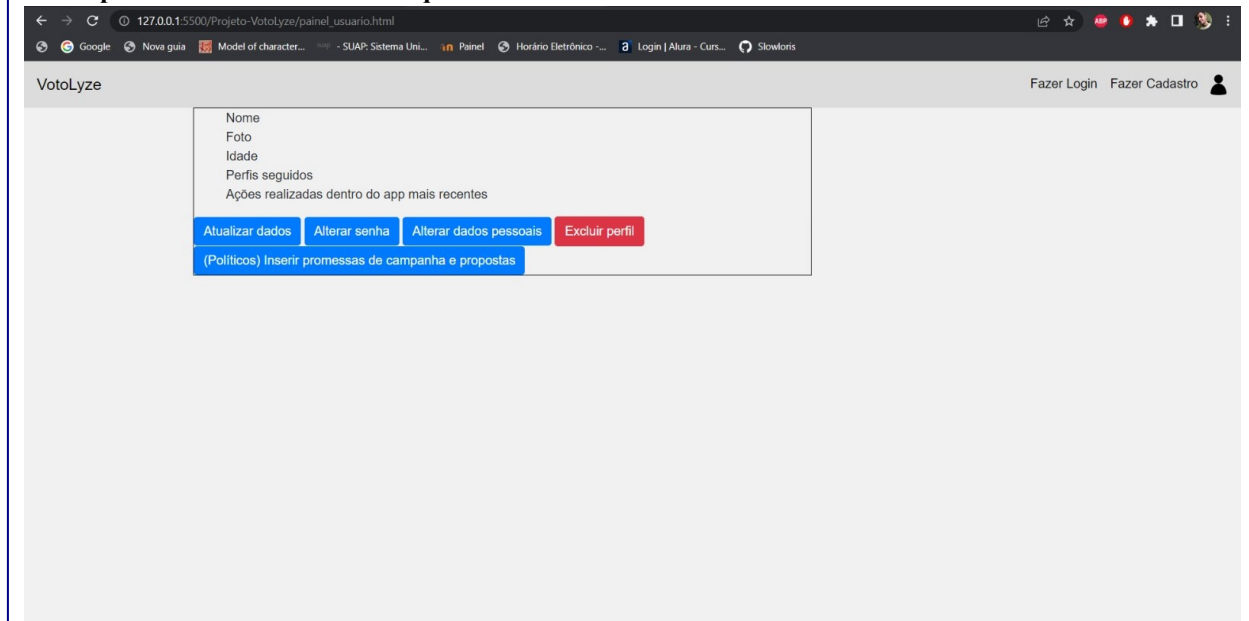 127.0.0.1:5500/Projeto-VotoLyze/painel_usuario.html
Google Nova guia Model of character... - SUAP: Sistema Uni... Painel Horário Eletrônico -... Login | Alura - Curs... Slowloris
VotoLyze Fazer Login Fazer Cadastro
Nome
Foto
Idade
Perfis seguidos
Ações realizadas dentro do app mais recentes
Atualizar dados Alterar senha Alterar dados pessoais Excluir perfil
(Políticos) Inserir promessas de campanha e propostas